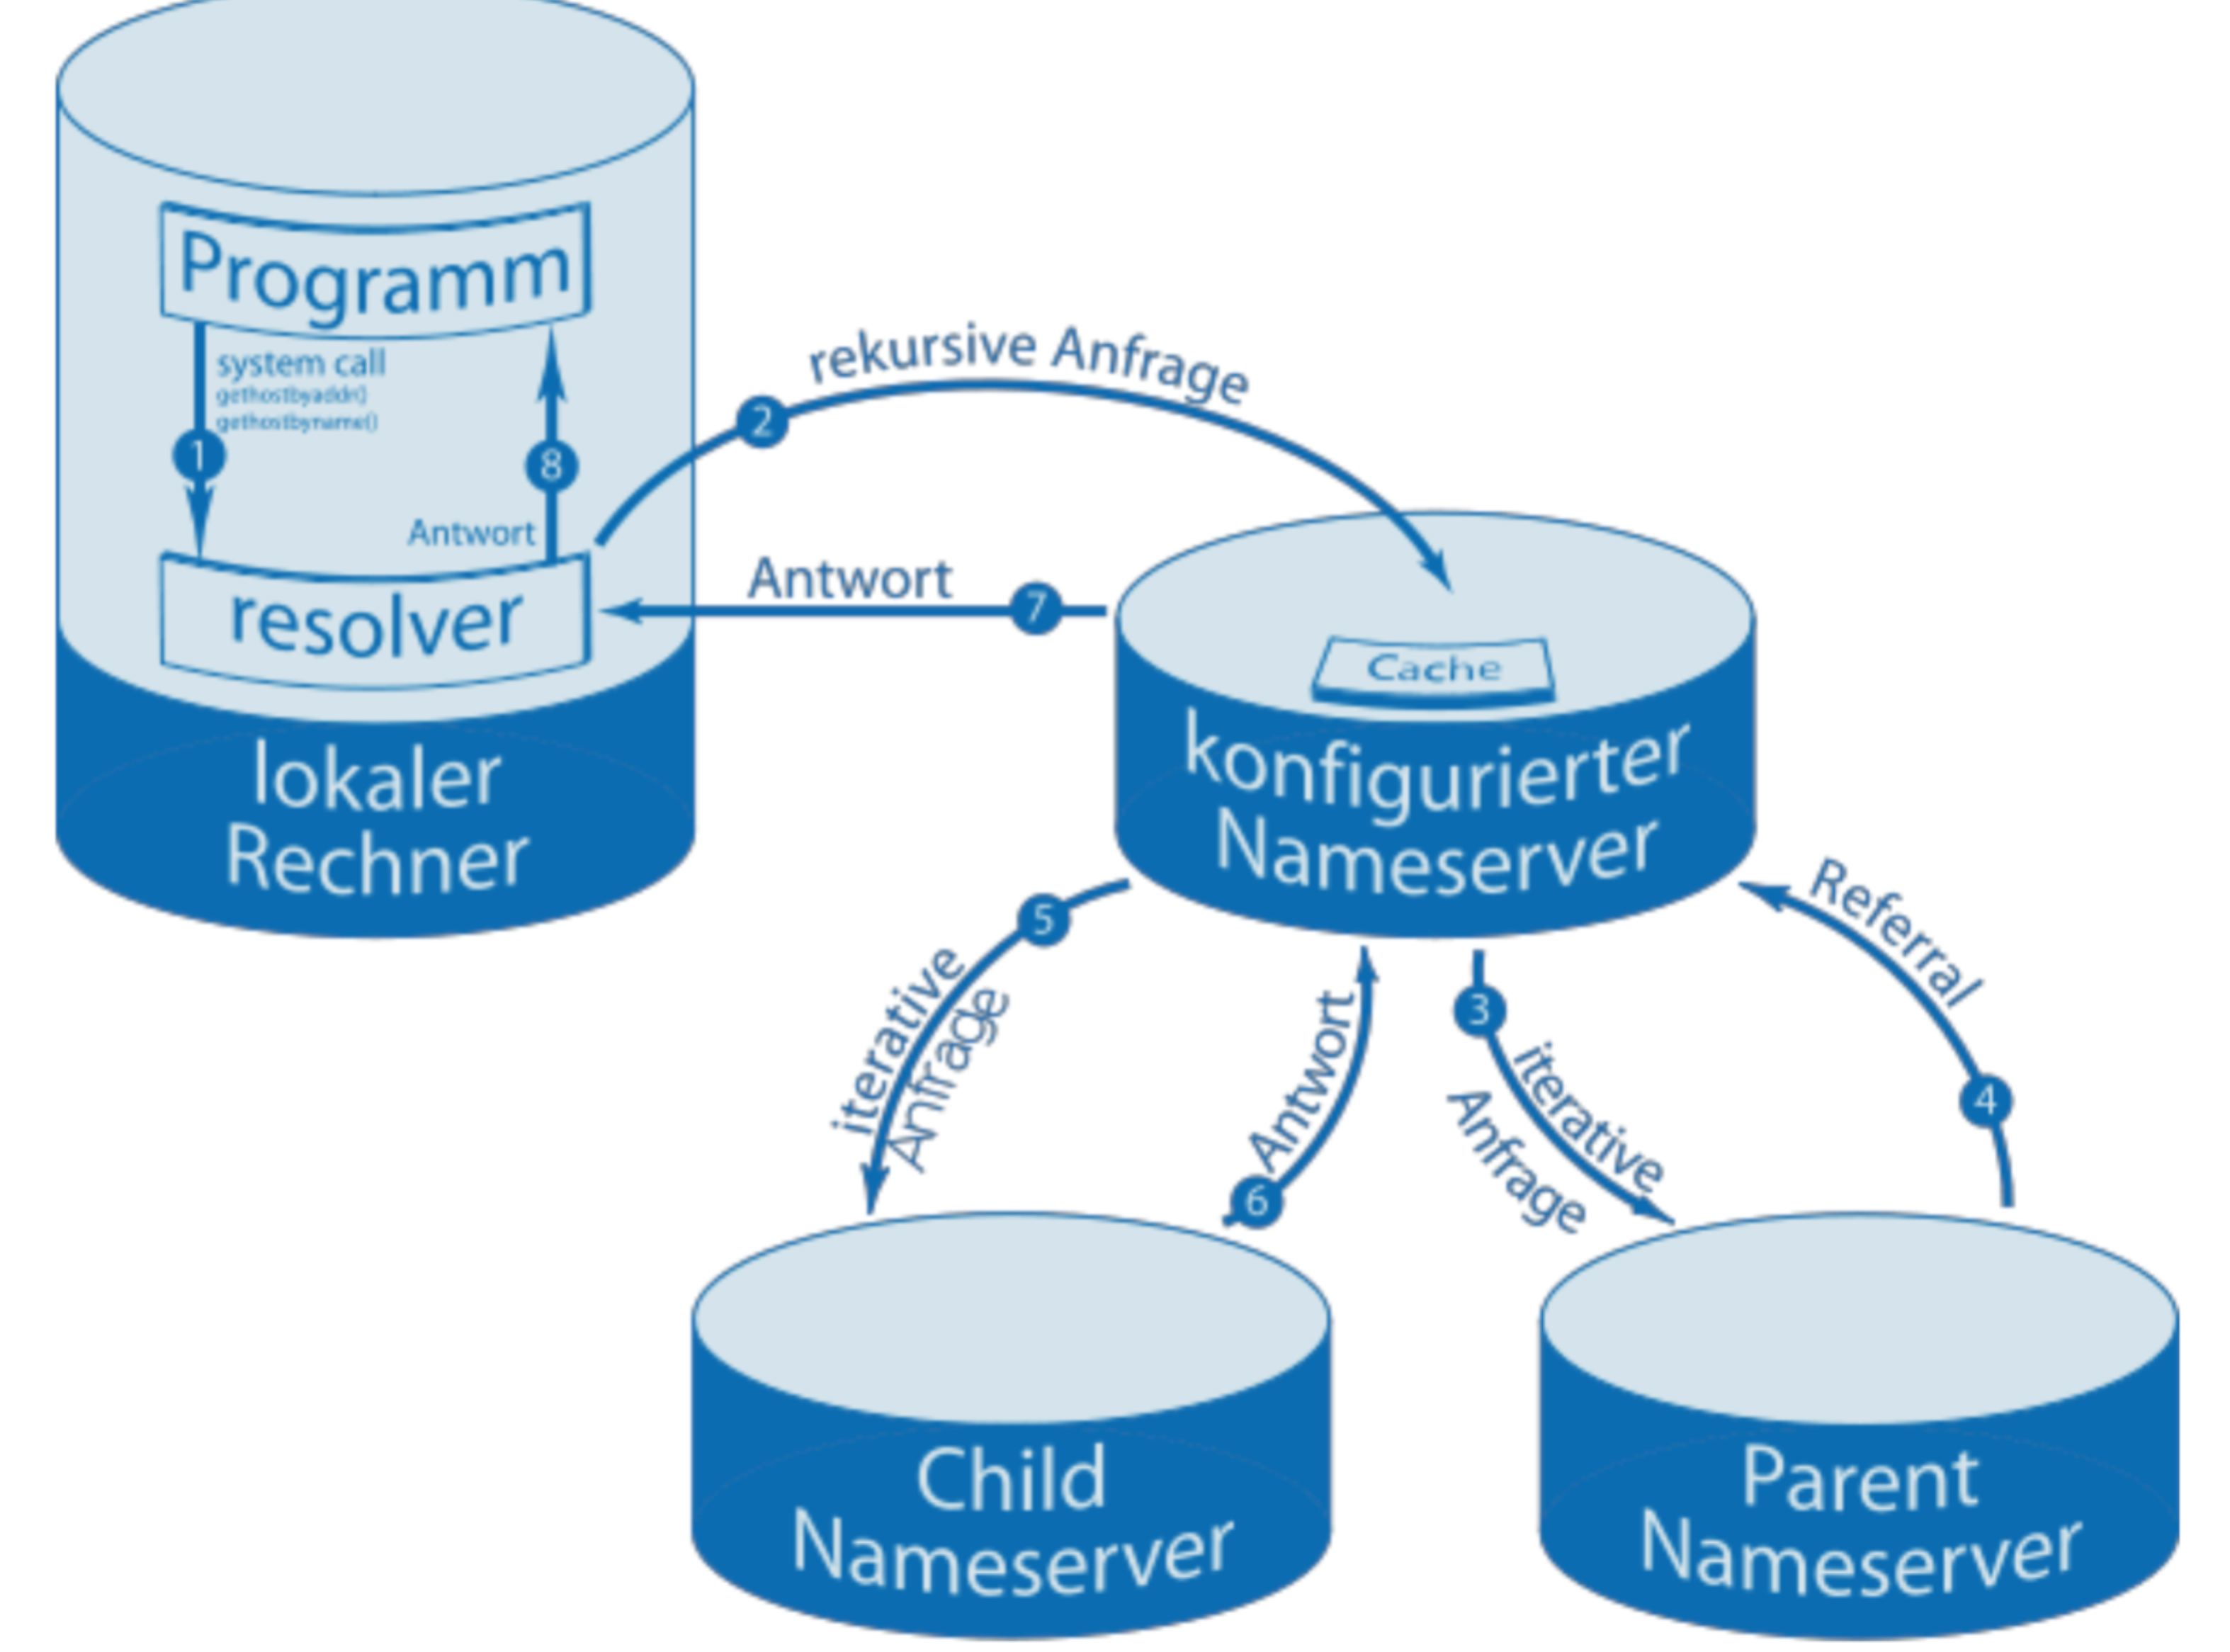 Programm
system call
gethostbyaddr()
gethostbyname()
1
8
Antwort
resolver
lokaler
Rechner
2
rekursive Anfrage
Antwort
7
Cache
konfigurierter
Nameserver
5
iterative
Anfrage
6
Antwort
3
iterative
Anfrage
Referral
4
Child
Nameserver
Parent
Nameserver